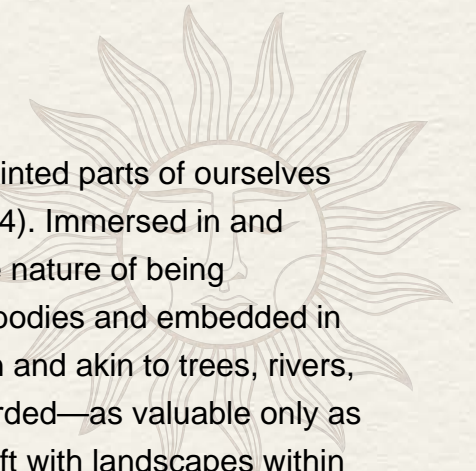 inted parts of ourselves
4). Immersed in and
nature of being
bodies and embedded in
and akin to trees, rivers,
rded—as valuable only as
ft with landscapes within